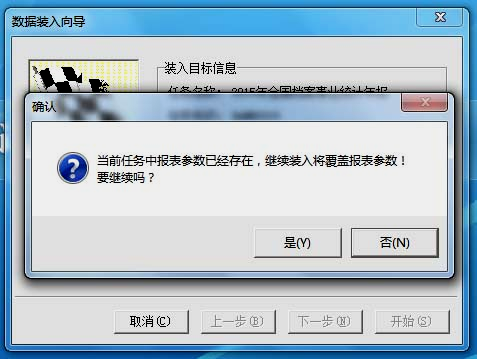 数据装入向导
装入目标信息
任务名称： 2015年全国档案事业统计年报
确认
当前任务中报表参数已经存在，继续装入将覆盖报表参数！
要继续吗？
是(Y)
否(N)
取消(C)
上一步(B)
下一步(N)
开始(S)